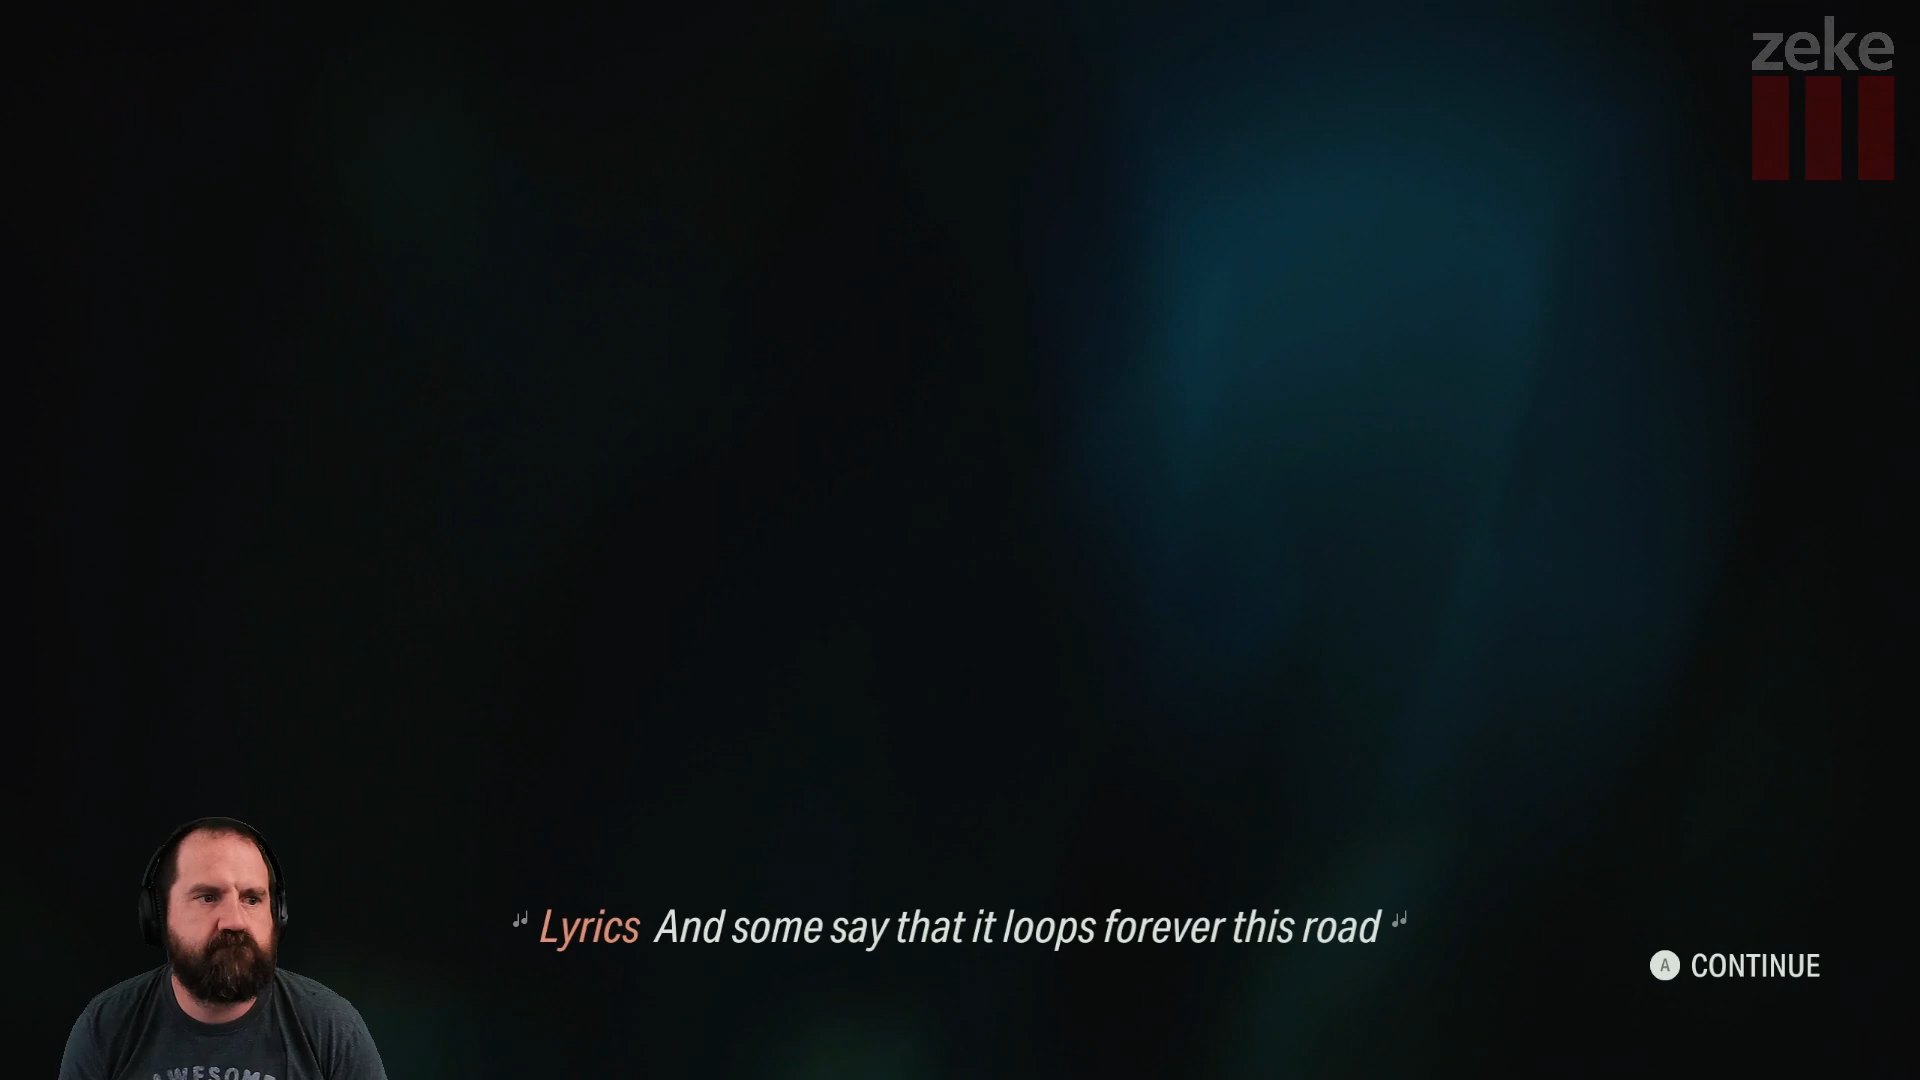 zeke
♫ Lyrics And some say that it loops forever this road ♫
A CONTINUE
AWESOME